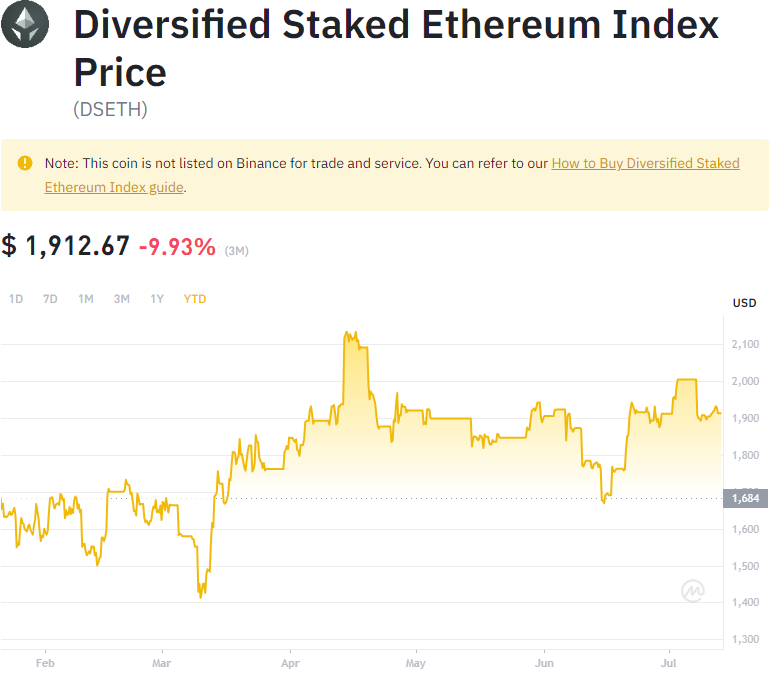 Diversified Staked Ethereum Index
Price
(DSETH)
Note: This coin is not listed on Binance for trade and service. You can refer to our How to Buy Diversified Staked
Ethereum Index guide.
$ 1,912.67 -9.93% (3M)
1D 7D 1M 3M 1Y YTD
USD
2,100
2,000
1,900
1,800
1,684
1,600
1,500
1,400
1,300
Feb Mar Apr May Jun Jul